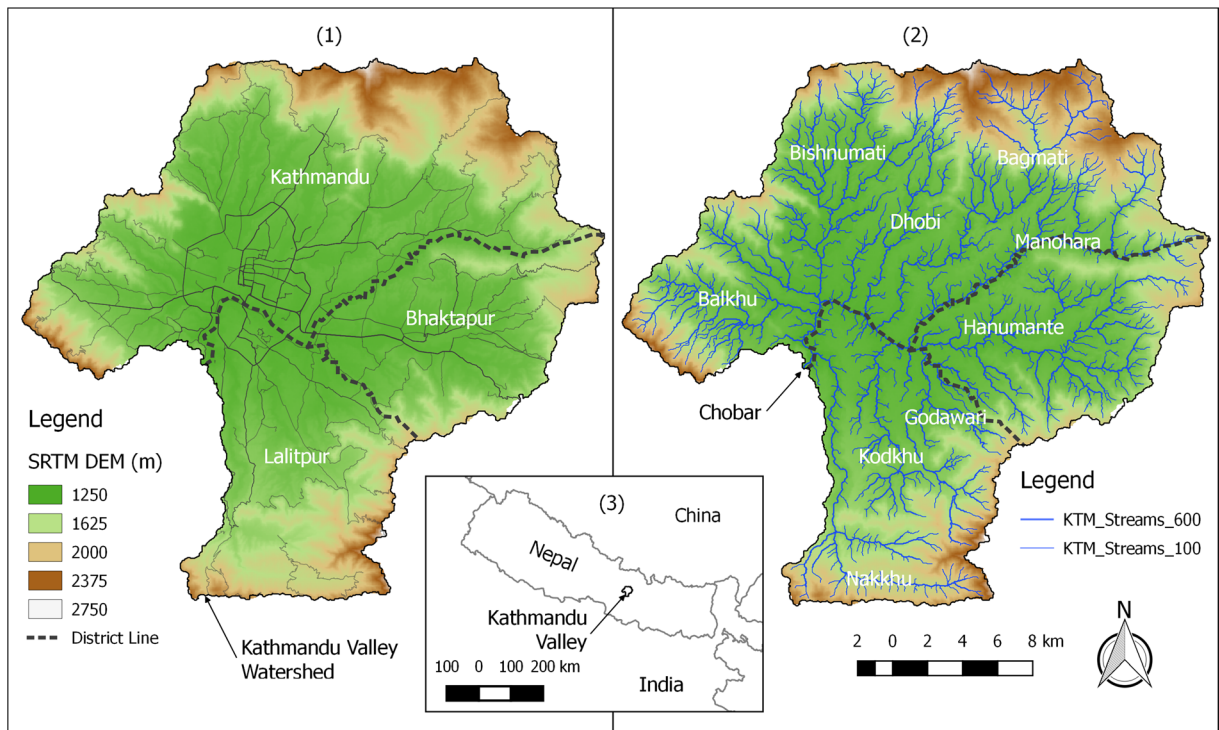 (1)
Kathmandu
Bhaktapur
Lalitpur
Legend
SRTM DEM (m)
1250
1625
2000
2375
2750
District Line
Kathmandu Valley
Watershed
(2)
Bishnumati
Bagmati
Dhobi
Manohara
Balkhu
Hanumante
Chobar
Godawari
Kodkhu
Nakkhu
Legend
KTM_Streams_600
KTM_Streams_100
N
2 0 2 4 6 8 km
(3)
China
Nepal
Kathmandu
Valley
100 0 100 200 km
India